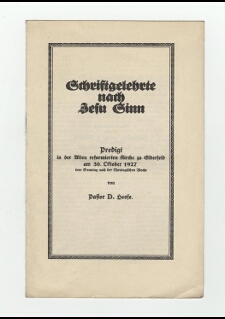 Schriftgelehrte
nach
Jesu Sinn
Predigt
in der Alten reformierten Kirche zu Elberfeld
am 30. Oktober 1927
dem Sonntag nach der Theologischen Woche
von
Pastor D. Hesse.